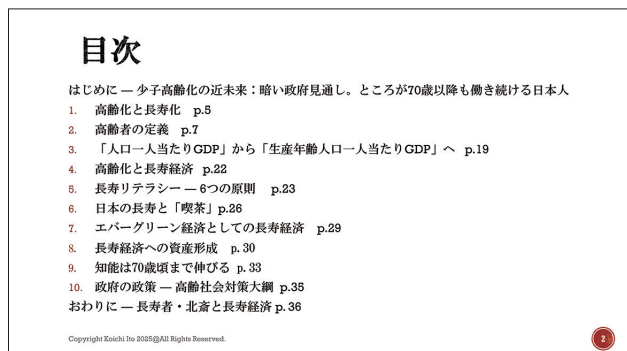 目次
はじめに — 少子高齢化の近未来：暗い政府見通し。ところが70歳以降も働き続ける日本人
1. 高齢化と長寿化 p.5
2. 高齢者の定義 p.7
3. 「人口一人当たりGDP」から「生産年齢人口一人当たりGDP」へ p.19
4. 高齢化と長寿経済 p.22
5. 長寿リテラシー — 6つの原則 p.23
6. 日本の長寿と「喫茶」p.26
7. エバーグリーン経済としての長寿経済 p.29
8. 長寿経済への資産形成 p. 30
9. 知能は70歳頃まで伸びる p. 33
10. 政府の政策 — 高齢社会対策大綱 p.35
おわりに — 長寿者・北斎と長寿経済 p. 36
Copyright Koichi Ito 2025@All Rights Reserved.
2